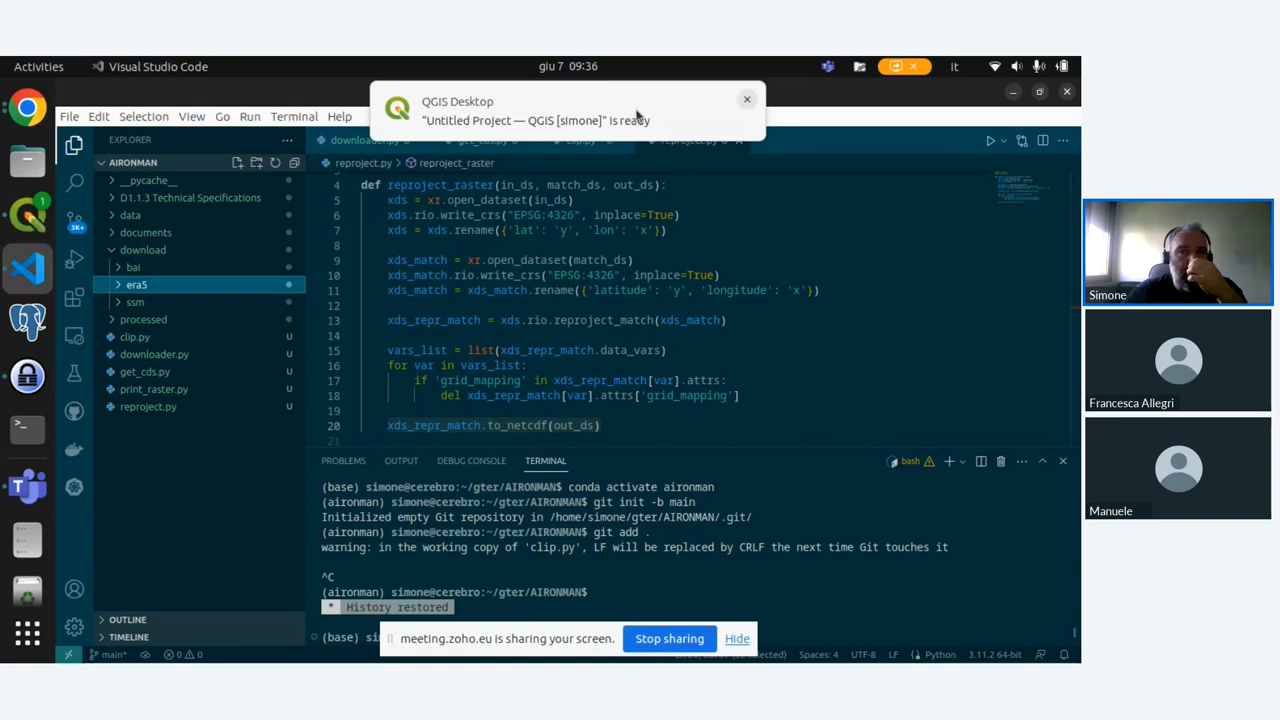 Activities
Visual Studio Code
giu 7 09:36
it
QGIS Desktop
"Untitled Project — QGIS [simone]" is ready
File Edit Selection View Go Run Terminal Help
EXPLORER
AIRONMAN
__pycache__
D1.1.3 Technical Specifications
data
documents
download
bai
era5
ssm
processed
clip.py U
downloader.py U
get_cds.py U
print_raster.py U
reproject.py U
OUTLINE
TIMELINE
1
3K+
reproject.py > reproject_raster
4 def reproject_raster(in_ds, match_ds, out_ds):
5 xds = xr.open_dataset(in_ds)
6 xds.rio.write_crs("EPSG:4326", inplace=True)
7 xds = xds.rename({'lat': 'y', 'lon': 'x'})
8
9 xds_match = xr.open_dataset(match_ds)
10 xds_match.rio.write_crs("EPSG:4326", inplace=True)
11 xds_match = xds_match.rename({'latitude': 'y', 'longitude': 'x'})
12
13 xds_repr_match = xds.rio.reproject_match(xds_match)
14
15 vars_list = list(xds_repr_match.data_vars)
16 for var in vars_list:
17 if 'grid_mapping' in xds_repr_match[var].attrs:
18 del xds_repr_match[var].attrs['grid_mapping']
19
20 xds_repr_match.to_netcdf(out_ds)
21
PROBLEMS OUTPUT DEBUG CONSOLE TERMINAL
bash
(base) simone@cerebro:~/gter/AIRONMAN$ conda activate aironman
(aironman) simone@cerebro:~/gter/AIRONMAN$ git init -b main
Initialized empty Git repository in /home/simone/gter/AIRONMAN/.git/
(aironman) simone@cerebro:~/gter/AIRONMAN$ git add .
warning: in the working copy of 'clip.py', LF will be replaced by CRLF the next time Git touches it
^C
(aironman) simone@cerebro:~/gter/AIRONMAN$
* History restored
(base)
meeting.zoho.eu is sharing your screen.
Stop sharing
Hide
main*
0 0
Spaces: 4
UTF-8
LF
Python
3.11.2 64-bit
Simone
Francesca Allegri
Manuele